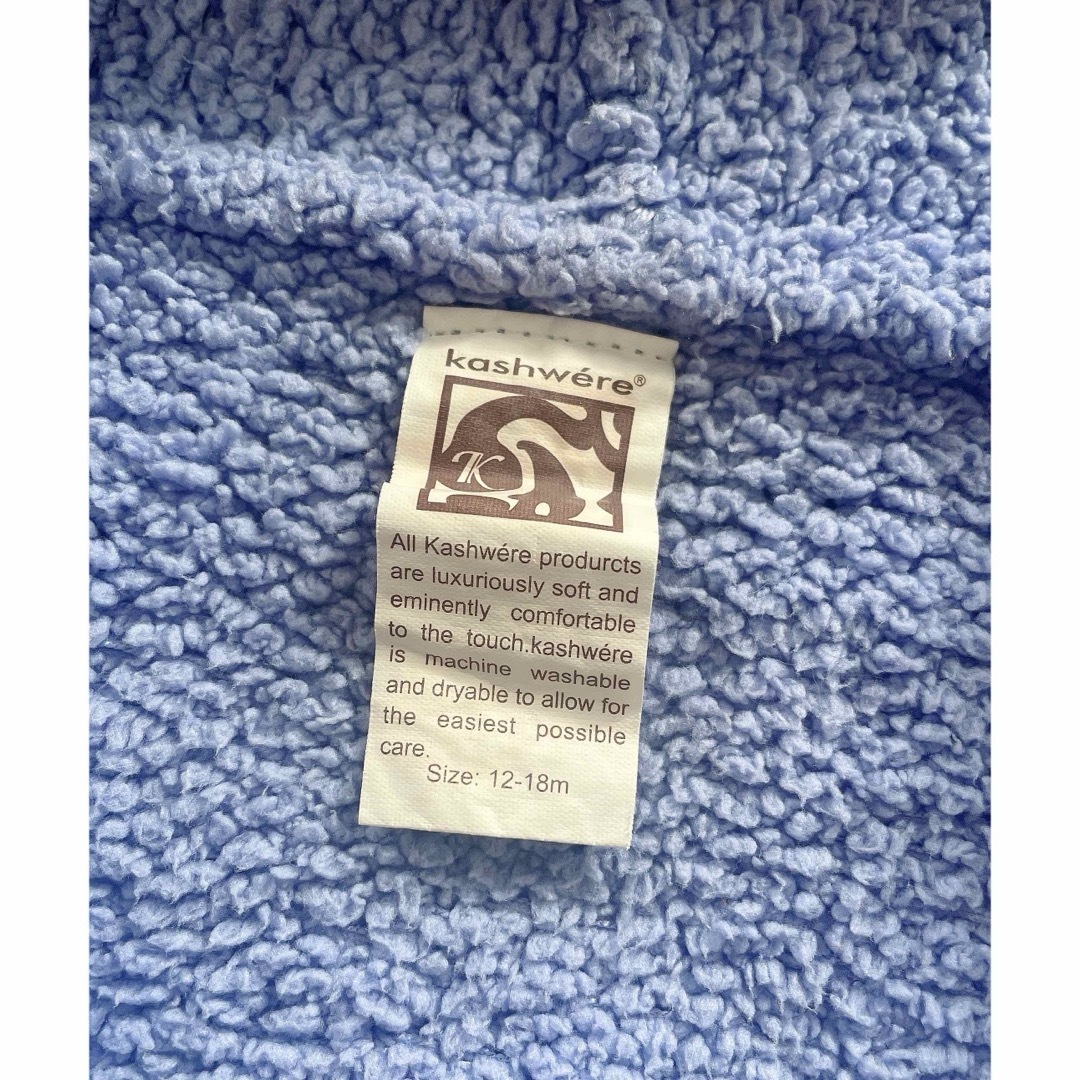 kashwére®
K
All Kashwére produrcts
are luxuriously soft and
eminently comfortable
to the touch.kashwére
is machine washable
and dryable to allow for
the easiest possible
care.
Size: 12-18m